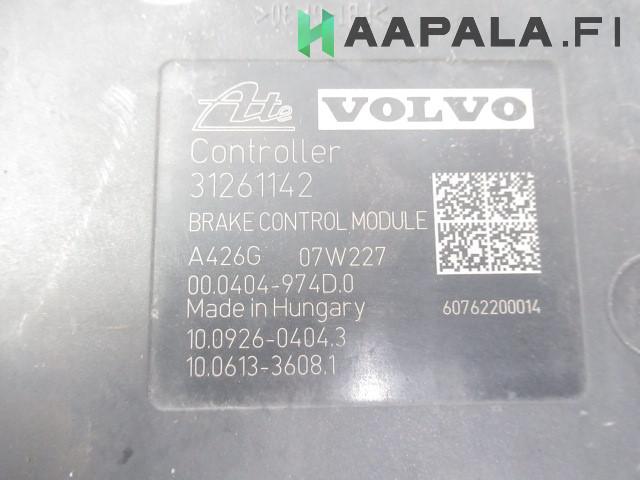 HAAPALA.FI
Ate VOLVO
Controller
31261142
BRAKE CONTROL MODULE
A426G 07W227
00.0404-974D.0
Made in Hungary 60762200014
10.0926-0404.3
10.0613-3608.1